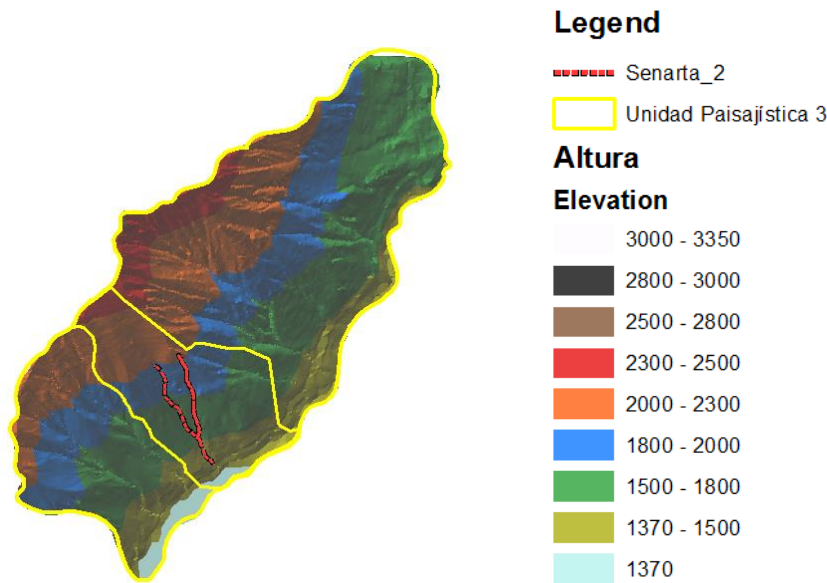 Legend
Senarta_2
Unidad Paisajística 3
Altura
Elevation
3000 - 3350
2800 - 3000
2500 - 2800
2300 - 2500
2000 - 2300
1800 - 2000
1500 - 1800
1370 - 1500
1370